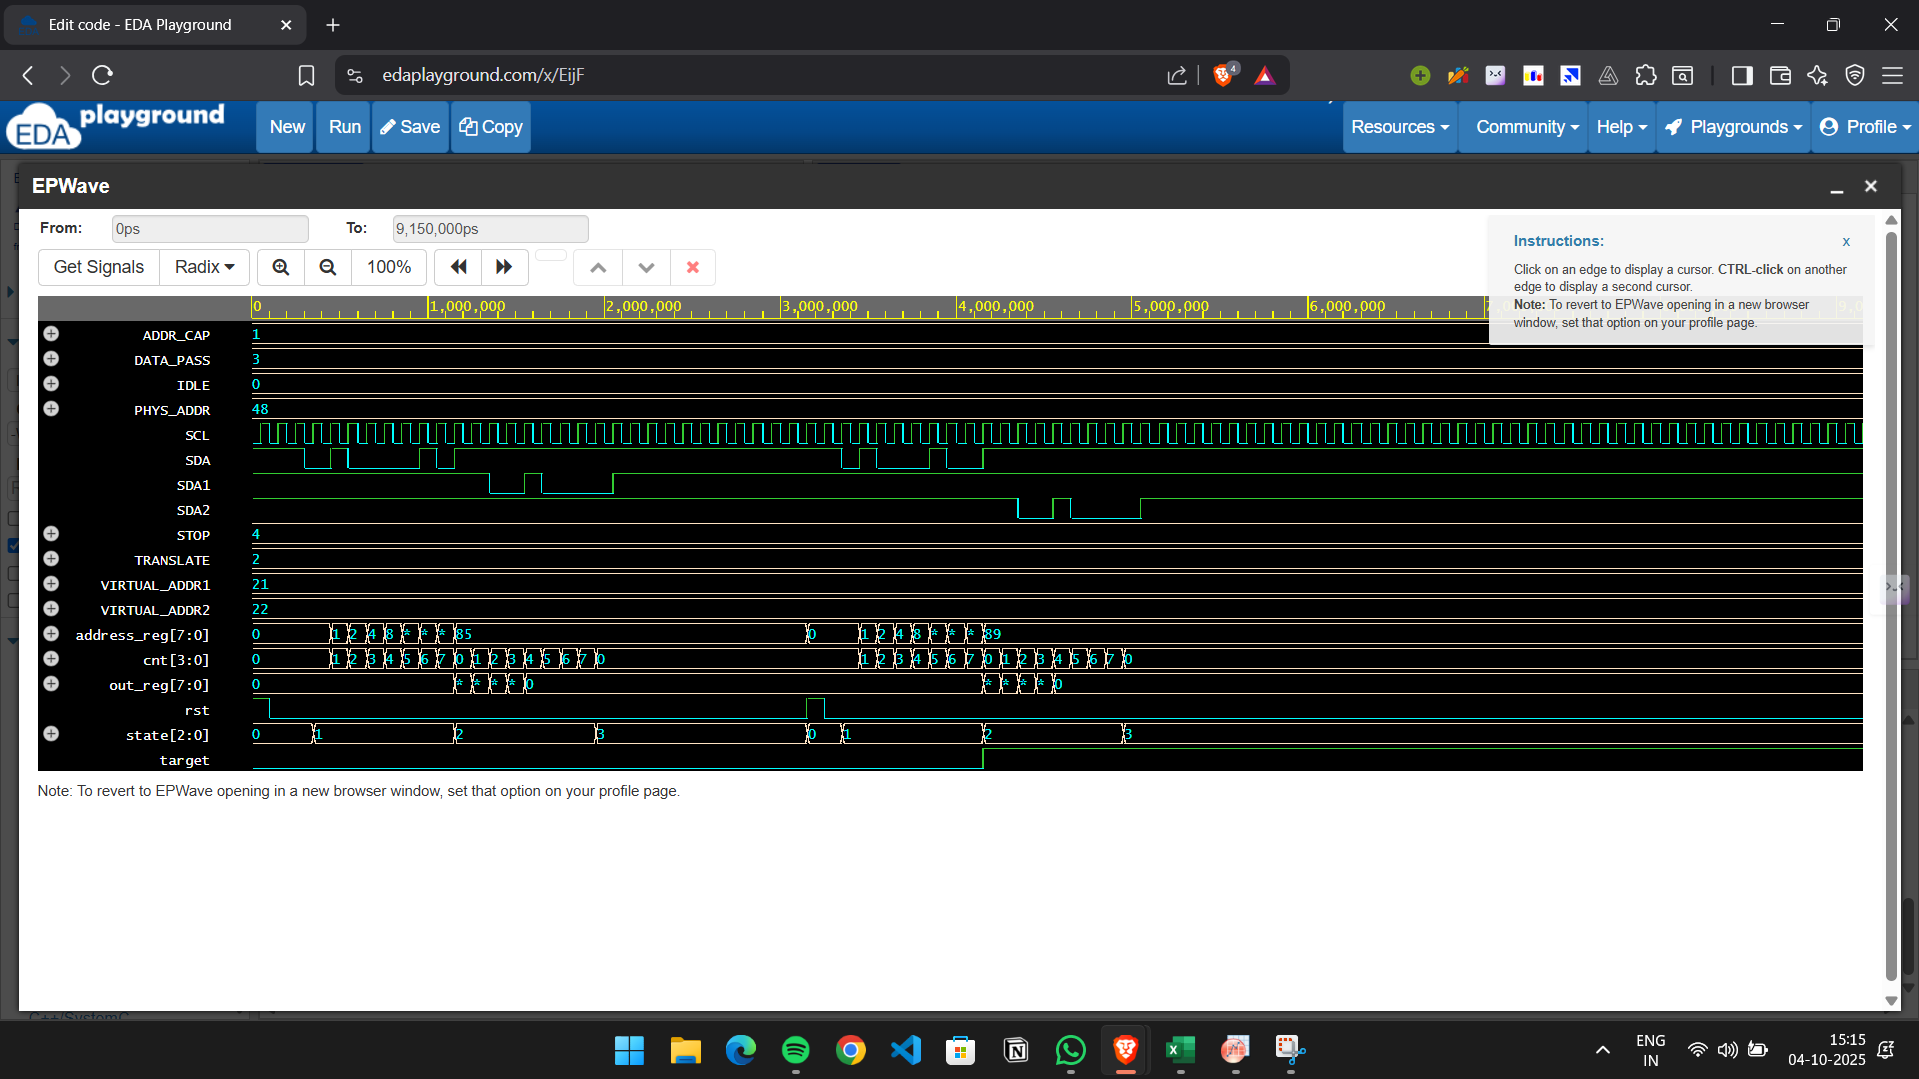 Edit code - EDA Playground
edaplayground.com/x/EijF
4
EDA playground
New
Run
Save
Copy
Resources
Community
Help
Playgrounds
Profile
EPWave
From:
0ps
To:
9,150,000ps
Get Signals
Radix
100%
Instructions:
x
Click on an edge to display a cursor. CTRL-click on another
edge to display a second cursor.
Note: To revert to EPWave opening in a new browser
window, set that option on your profile page.
0 1,000,000 2,000,000 3,000,000 4,000,000 5,000,000 6,000,000
ADDR_CAP 1
DATA_PASS 3
IDLE 0
PHYS_ADDR 48
SCL
SDA
SDA1
SDA2
STOP 4
TRANSLATE 2
VIRTUAL_ADDR1 21
VIRTUAL_ADDR2 22
address_reg[7:0] 0 1 2 4 8 * * * 85 0 1 2 4 8 * * * 89
cnt[3:0] 0 1 2 3 4 5 6 7 0 1 2 3 4 5 6 7 0 1 2 3 4 5 6 7 0 1 2 3 4 5 6 7 0
out_reg[7:0] 0 * * * * 0 * * * * 0
rst
state[2:0] 0 1 2 3 0 1 2 3
target
Note: To revert to EPWave opening in a new browser window, set that option on your profile page.
C++/SystemC
ENG
IN
15:15
04-10-2025